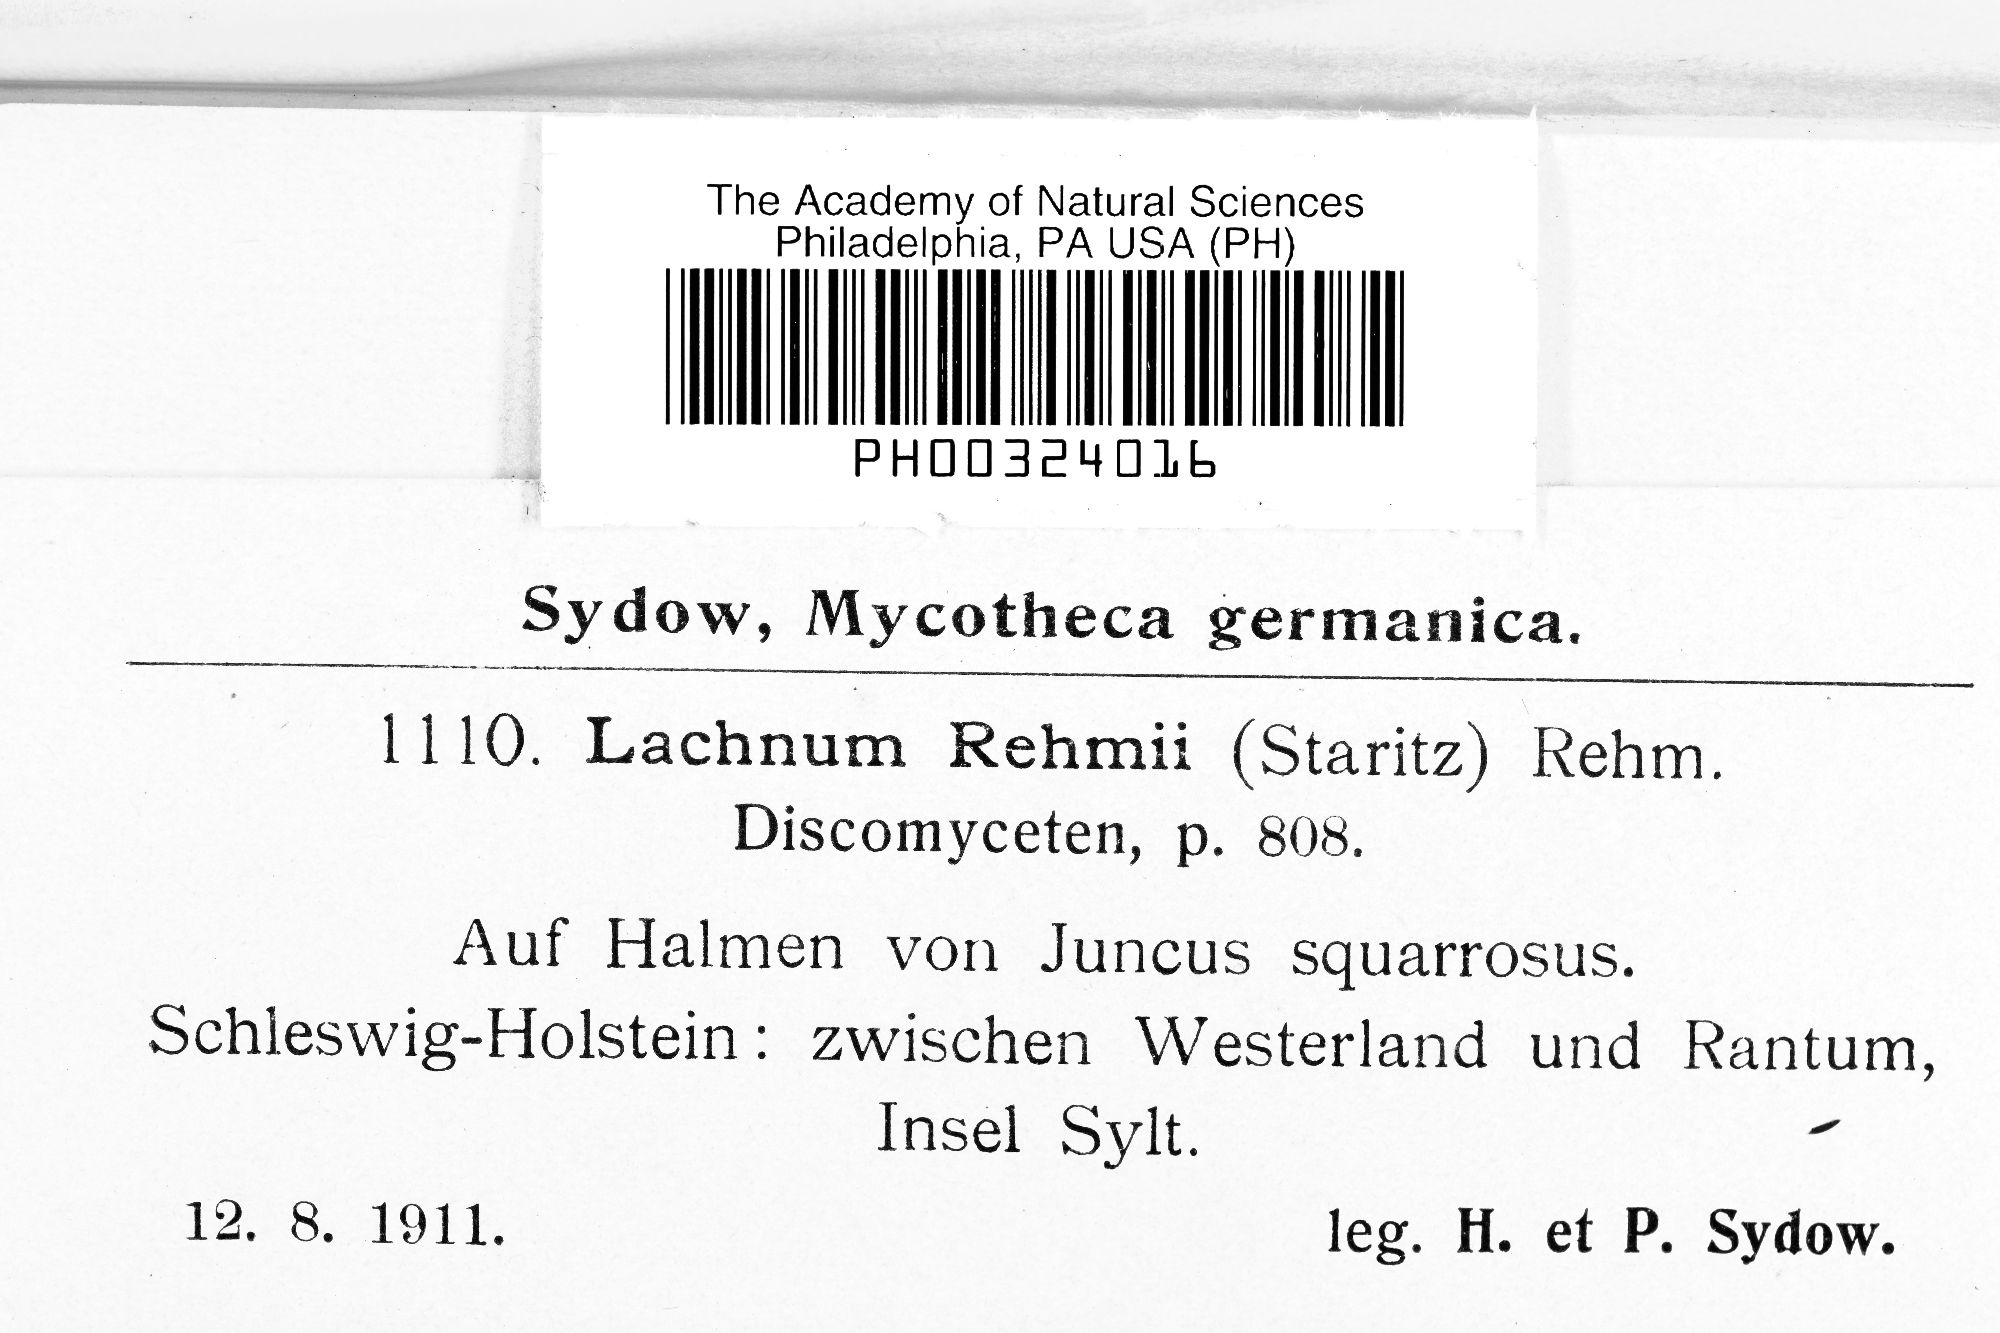 The Academy of Natural Sciences
Philadelphia, PA USA (PH)
PH00324016
Sydow, Mycotheca germanica.
1110. Lachnum Rehmii (Staritz) Rehm.
Discomyceten, p. 808.
Auf Halmen von Juncus squarrosus.
Schleswig-Holstein: zwischen Westerland und Rantum,
Insel Sylt.
12. 8. 1911. leg. H. et P. Sydow.